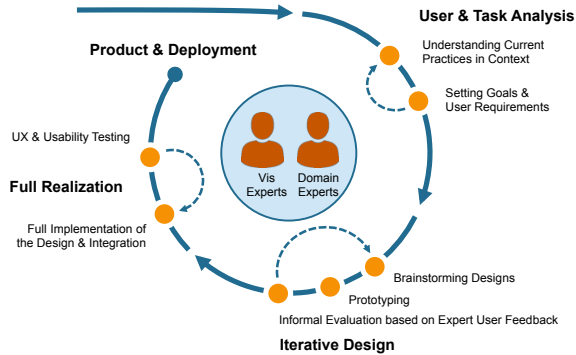 User & Task Analysis
Understanding Current
Practices in Context
Setting Goals &
User Requirements
Product & Deployment
UX & Usability Testing
Full Realization
Full Implementation of
the Design & Integration
Vis
Experts
Domain
Experts
Brainstorming Designs
Prototyping
Informal Evaluation based on Expert User Feedback
Iterative Design